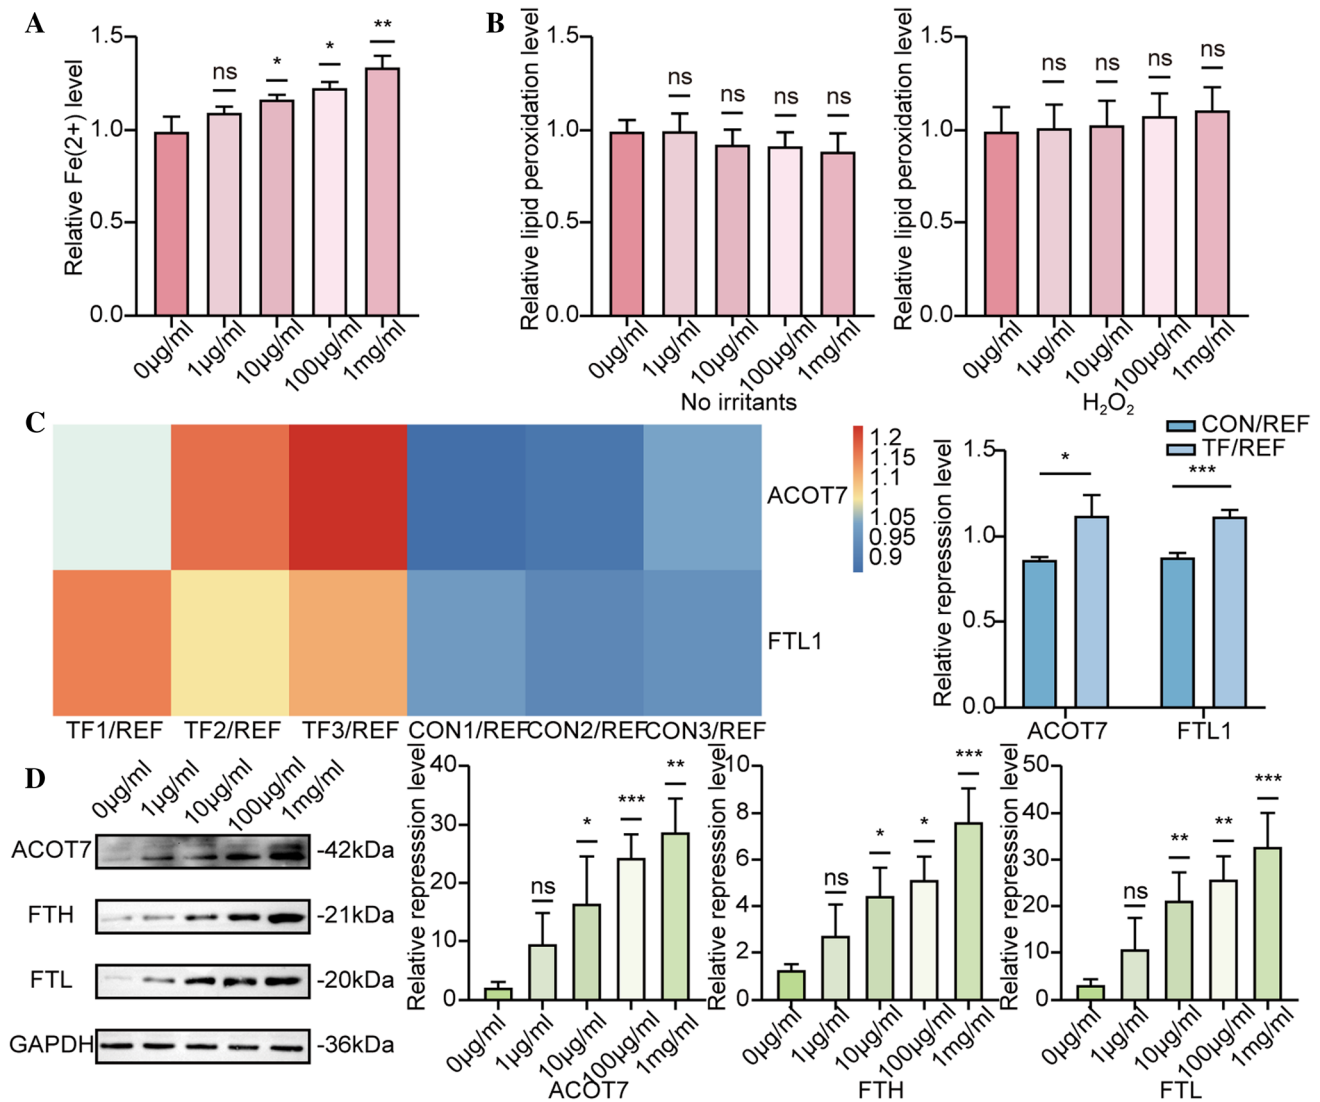 A
Relative Fe(2+) level
1.5
1.0
0.5
0.0
ns
*
*
**
0μg/ml
1μg/ml
10μg/ml
100μg/ml
1mg/ml
B
Relative lipid peroxidation level
1.5
1.0
0.5
0.0
ns
ns
ns
ns
0μg/ml
1μg/ml
10μg/ml
100μg/ml
1mg/ml
No irritants
Relative lipid peroxidation level
1.5
1.0
0.5
0.0
ns
ns
ns
ns
0μg/ml
1μg/ml
10μg/ml
100μg/ml
1mg/ml
H₂O₂
C
ACOT7
FTL1
TF1/REF
TF2/REF
TF3/REF
CON1/REF
CON2/REF
CON3/REF
1.2
1.15
1.1
1
1.05
0.95
0.9
CON/REF
TF/REF
Relative represssion level
1.5
1.0
0.5
0.0
*
***
ACOT7
FTL1
D
0μg/ml
1μg/ml
10μg/ml
100μg/ml
1mg/ml
ACOT7
-42kDa
FTH
-21kDa
FTL
-20kDa
GAPDH
-36kDa
Relative represssion level
40
30
20
10
0
ns
*
***
**
0μg/ml
1μg/ml
10μg/ml
100μg/ml
1mg/ml
ACOT7
Relative represssion level
10
8
6
4
2
0
ns
*
*
***
0μg/ml
1μg/ml
10μg/ml
100μg/ml
1mg/ml
FTH
Relative represssion level
50
40
30
20
10
0
ns
**
**
***
0μg/ml
1μg/ml
10μg/ml
100μg/ml
1mg/ml
FTL